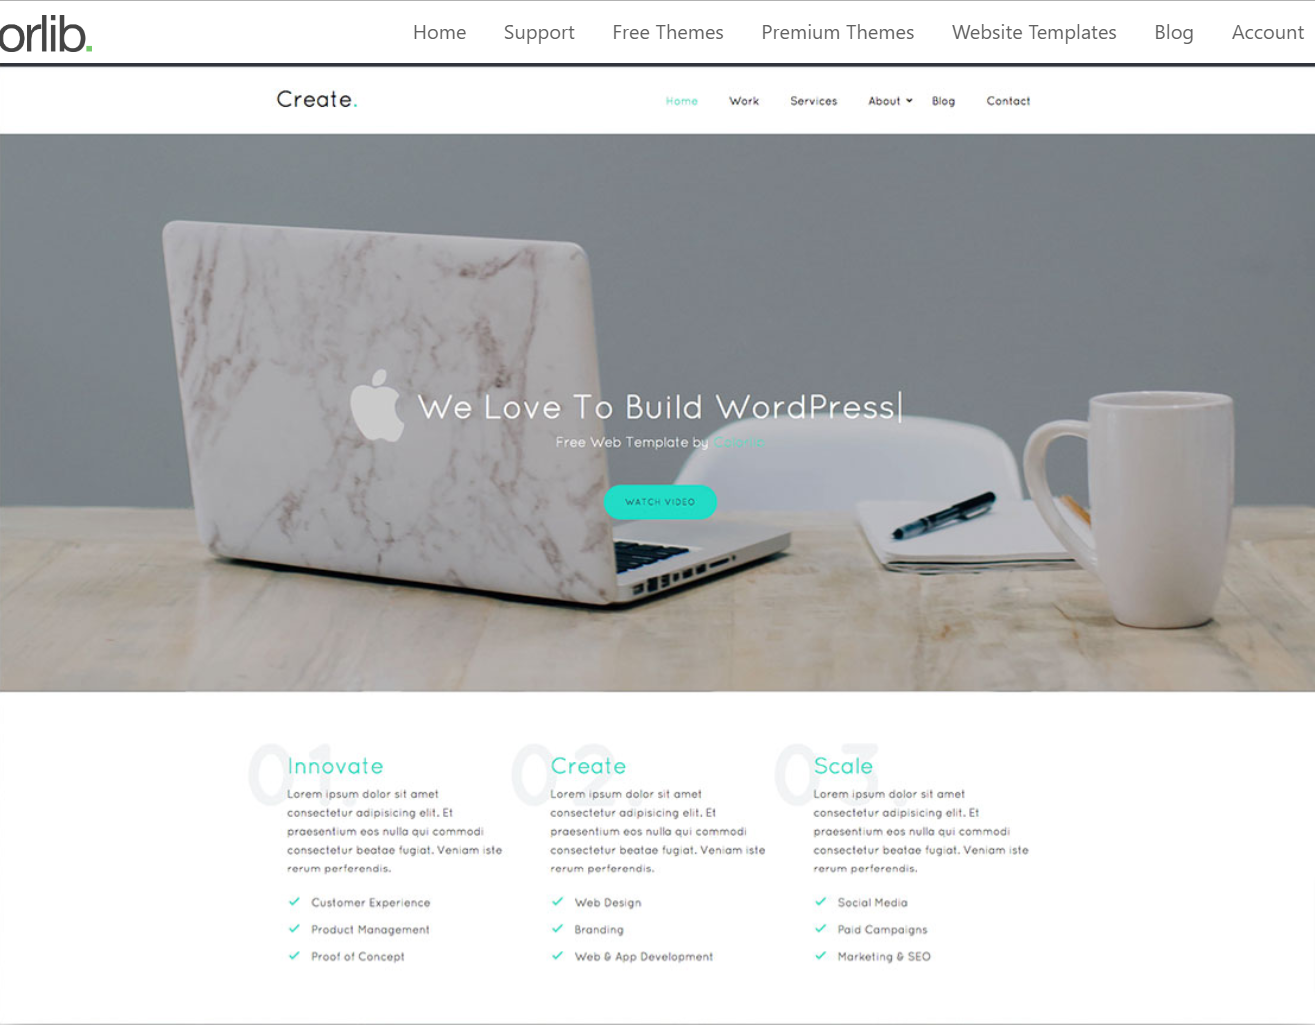 orlib.
Home Support Free Themes Premium Themes Website Templates Blog Account
Create.
Home Work Services About Blog Contact
We Love To Build WordPress|
Free Web Template by Colorlib
WATCH VIDEO
01.
Innovate
Lorem ipsum dolor sit amet
consectetur adipisicing elit. Et
praesentium eos nulla qui commodi
consectetur beatae fugiat. Veniam iste
rerum perferendis.
Customer Experience
Product Management
Proof of Concept
02.
Create
Lorem ipsum dolor sit amet
consectetur adipisicing elit. Et
praesentium eos nulla qui commodi
consectetur beatae fugiat. Veniam iste
rerum perferendis.
Web Design
Branding
Web & App Development
03.
Scale
Lorem ipsum dolor sit amet
consectetur adipisicing elit. Et
praesentium eos nulla qui commodi
consectetur beatae fugiat. Veniam iste
rerum perferendis.
Social Media
Paid Campaigns
Marketing & SEO